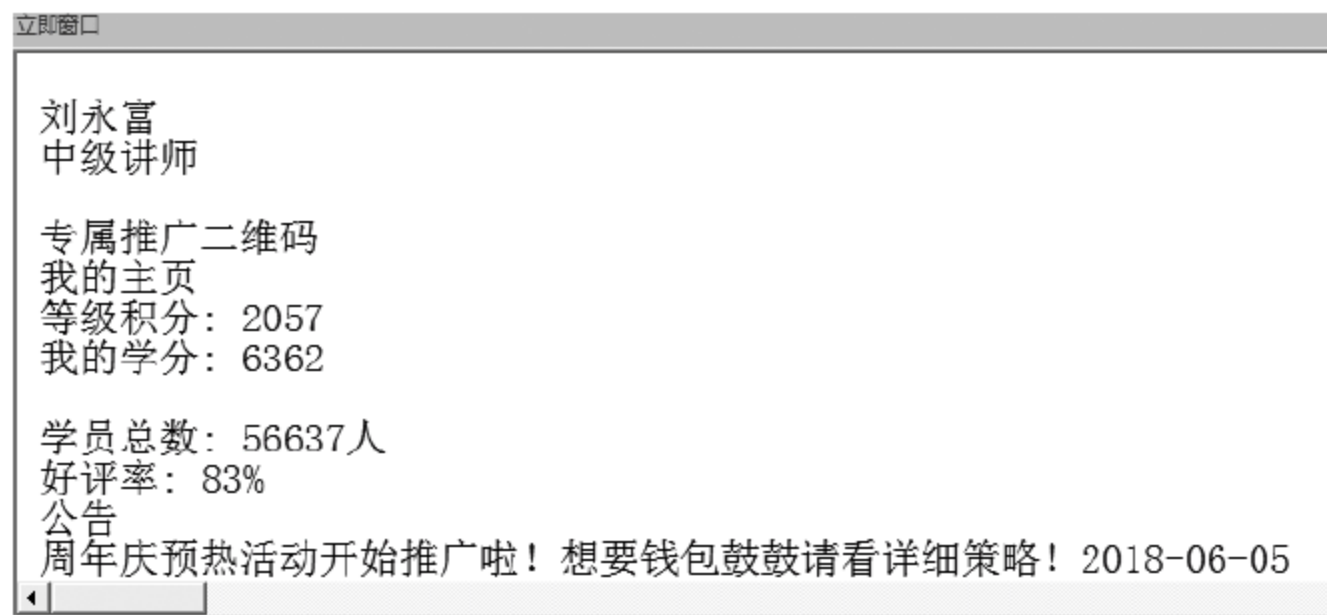 立即窗口
刘永富
中级讲师
专属推广二维码
我的主页
等级积分: 2057
我的学分: 6362
学员总数: 56637人
好评率: 83%
公告
周年庆预热活动开始推广啦! 想要钱包鼓鼓请看详细策略! 2018-06-05